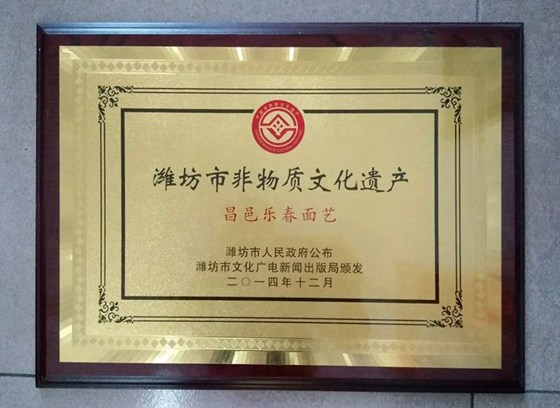 潍坊市非物质文化遗产
昌邑乐春面艺
潍坊市人民政府公布
潍坊市文化广电新闻出版局颁发
二〇一四年十二月